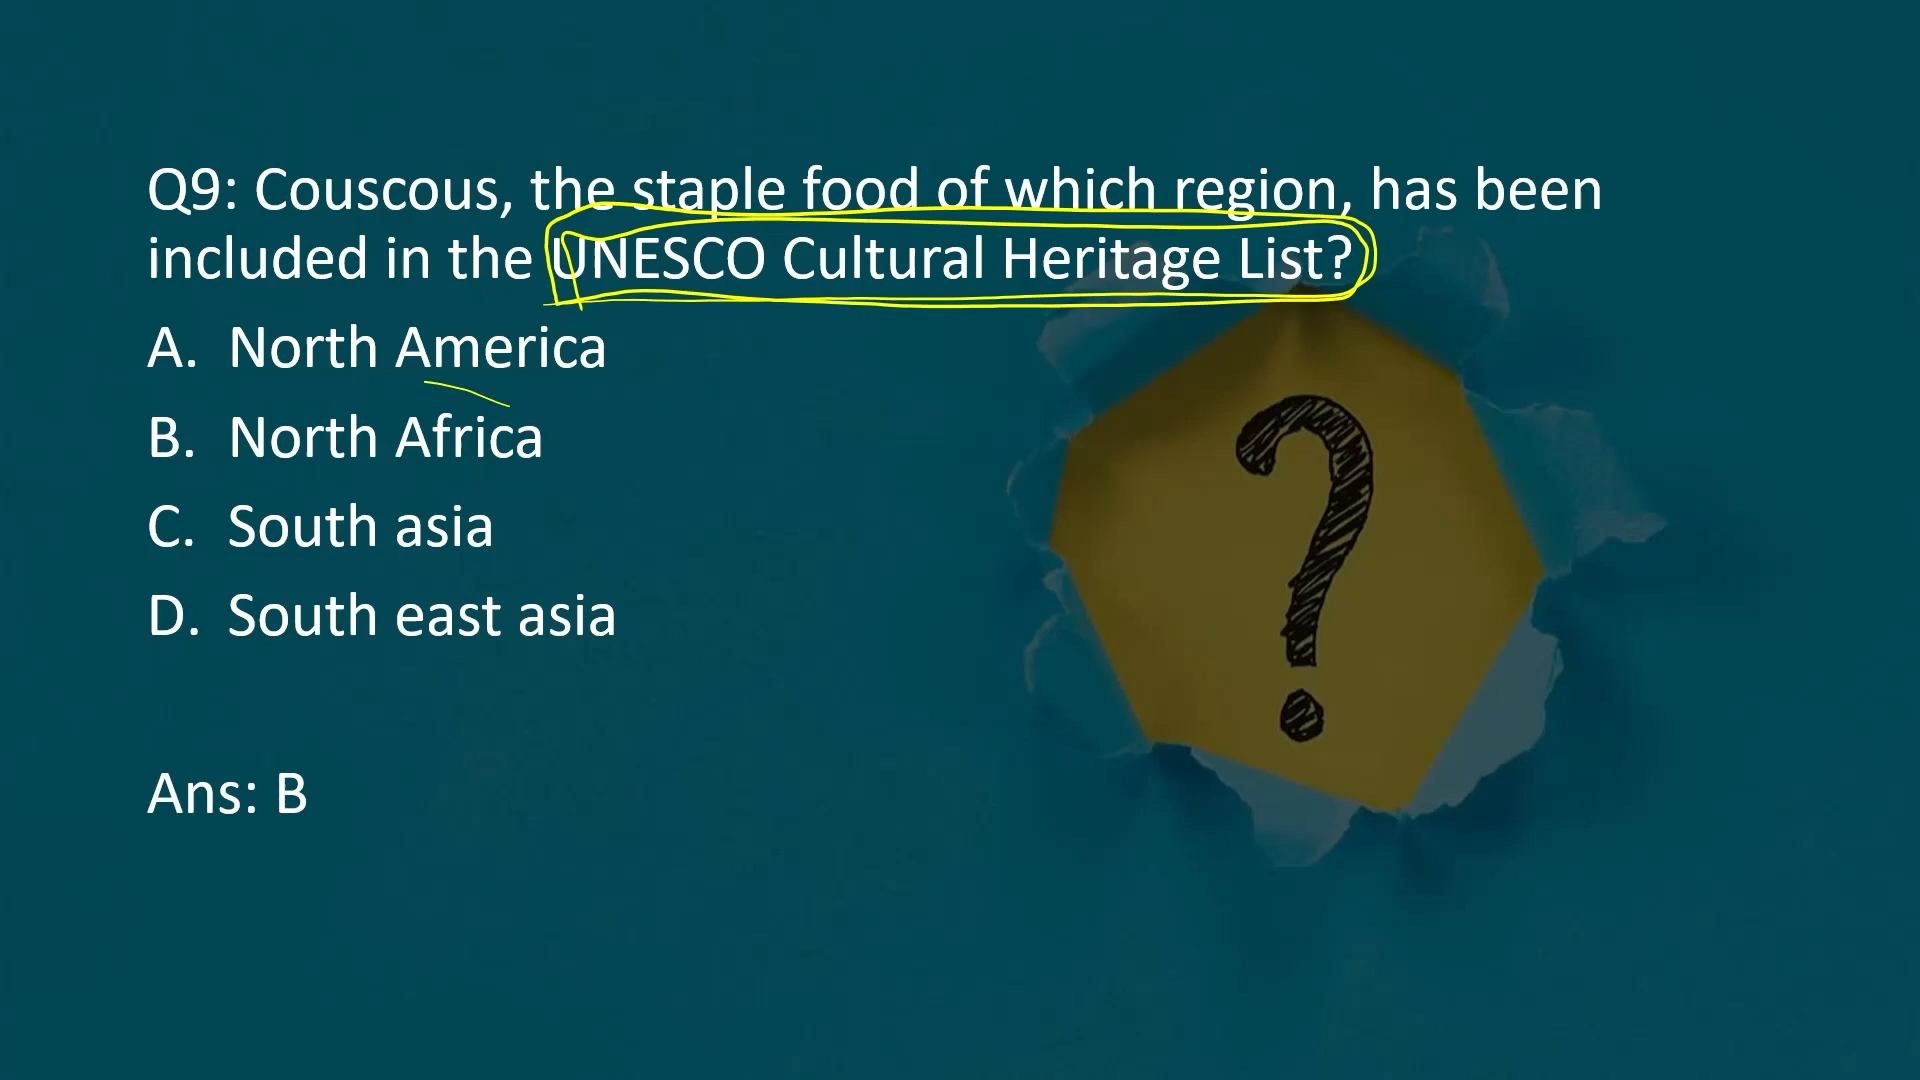 Q9: Couscous, the staple food of which region, has been
included in the UNESCO Cultural Heritage List?
A. North America
B. North Africa
C. South asia
D. South east asia
Ans: B
?